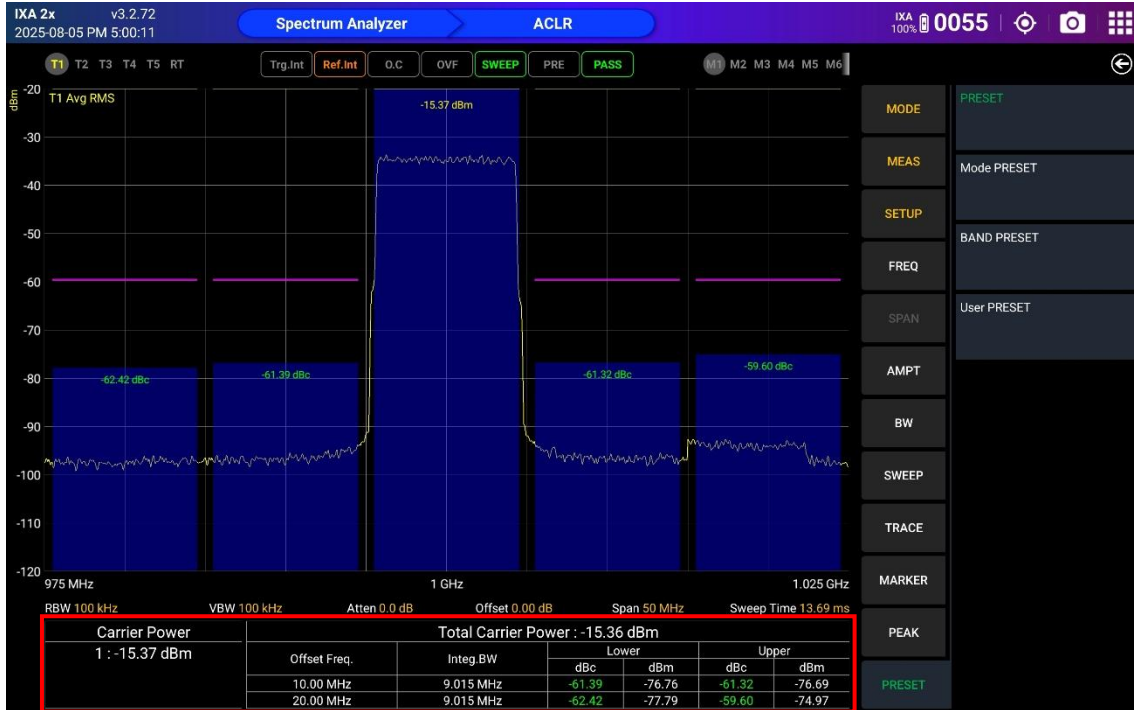 IXA 2x v3.2.72
2025-08-05 PM 5:00:11
Spectrum Analyzer ACLR
IXA
100% 0055
T1 T2 T3 T4 T5 RT Trg.Int Ref.Int O.C OVF SWEEP PRE PASS M1 M2 M3 M4 M5 M6
dBm
T1 Avg RMS
-15.37 dBm
-20
-30
-40
-50
-60
-70
-80
-90
-100
-110
-120
-62.42 dBc -61.39 dBc -61.32 dBc -59.60 dBc
975 MHz 1 GHz 1.025 GHz
RBW 100 kHz VBW 100 kHz Atten 0.0 dB Offset 0.00 dB Span 50 MHz Sweep Time 13.69 ms
Carrier Power Total Carrier Power : -15.36 dBm
1 : -15.37 dBm
Offset Freq. Integ.BW Lower Upper
dBc dBm dBc dBm
10.00 MHz 9.015 MHz -61.39 -76.76 -61.32 -76.69
20.00 MHz 9.015 MHz -62.42 -77.79 -59.60 -74.97
MODE
MEAS
SETUP
FREQ
SPAN
AMPT
BW
SWEEP
TRACE
MARKER
PEAK
PRESET
PRESET
Mode PRESET
BAND PRESET
User PRESET